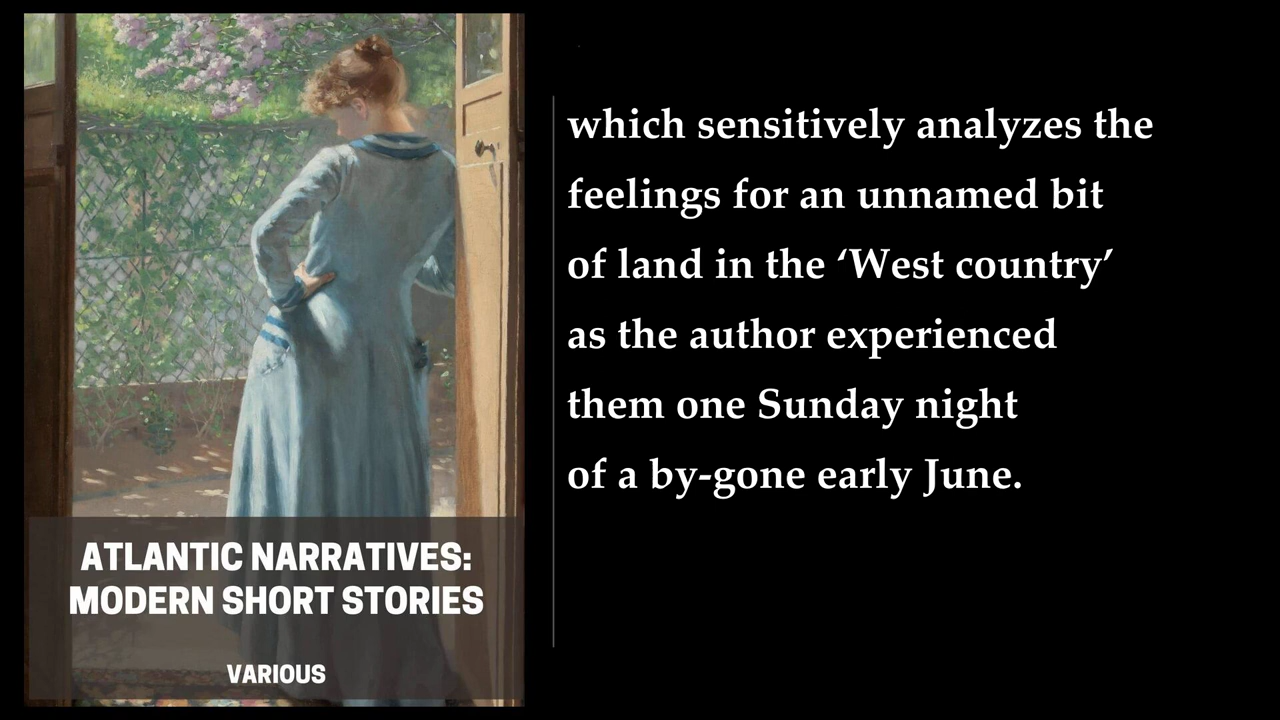 which sensitively analyzes the
feelings for an unnamed bit
of land in the ‘West country’
as the author experienced
them one Sunday night
of a by-gone early June.
ATLANTIC NARRATIVES:
MODERN SHORT STORIES
VARIOUS